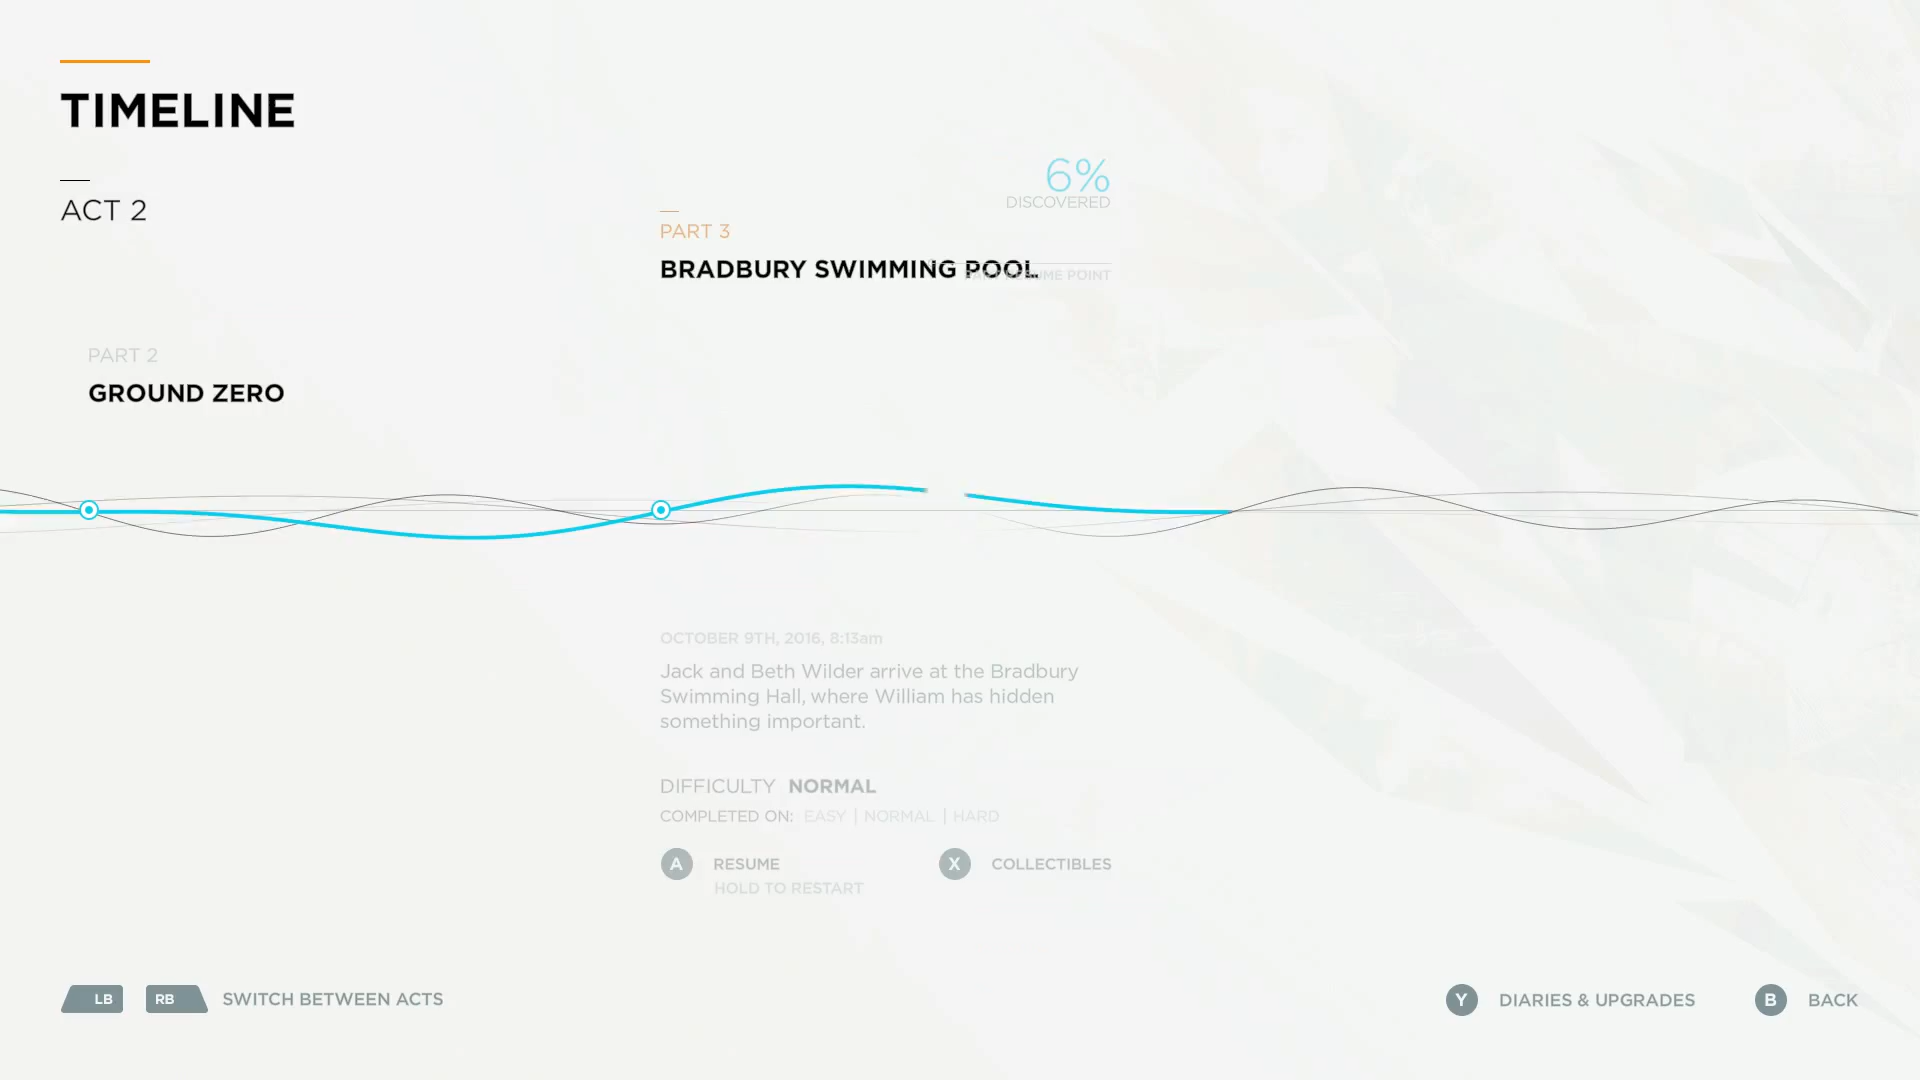 TIMELINE
ACT 2
6%
DISCOVERED
PART 3
BRADBURY SWIMMING POOL
RESUME POINT
PART 2
GROUND ZERO
OCTOBER 9TH, 2016, 8:13am
Jack and Beth Wilder arrive at the Bradbury
Swimming Hall, where William has hidden
something important.
DIFFICULTY NORMAL
COMPLETED ON: EASY | NORMAL | HARD
A RESUME
HOLD TO RESTART
X COLLECTIBLES
LB RB SWITCH BETWEEN ACTS
Y DIARIES & UPGRADES
B BACK